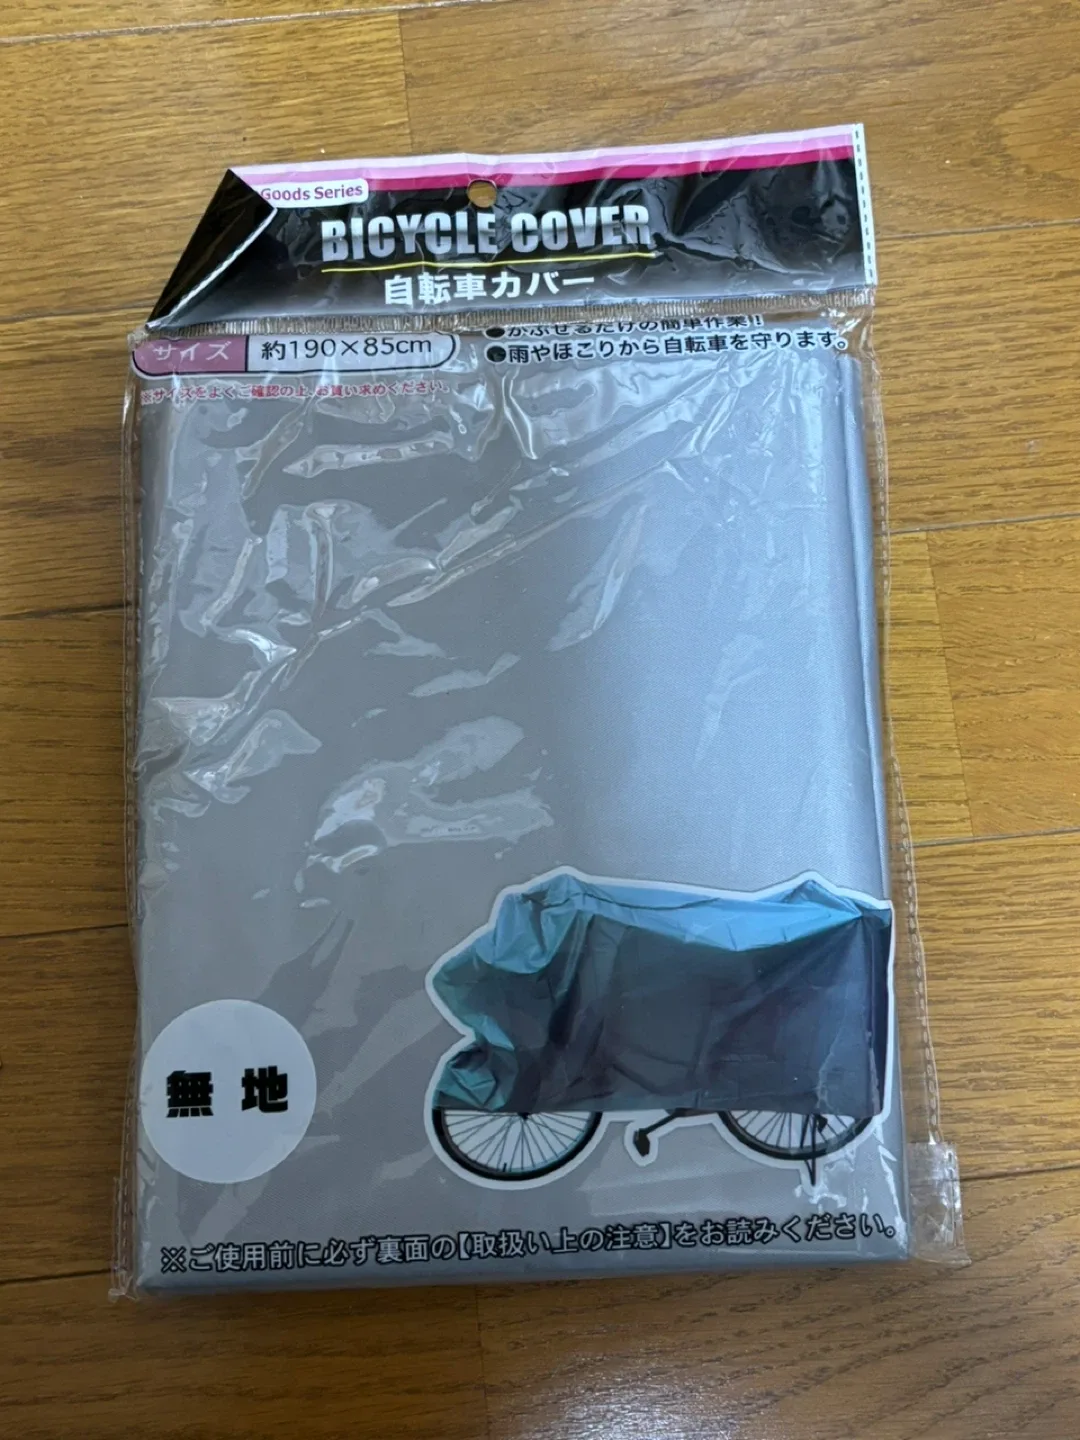 Goods Series
BICYCLE COVER
自転車カバー
サイズ 約190×85cm
※サイズをよくご確認の上、お買い求めください。
●かぶせるだけの簡単作業!
●雨やほこりから自転車を守ります。
無地
※ご使用前に必ず裏面の【取扱い上の注意】をお読みください。